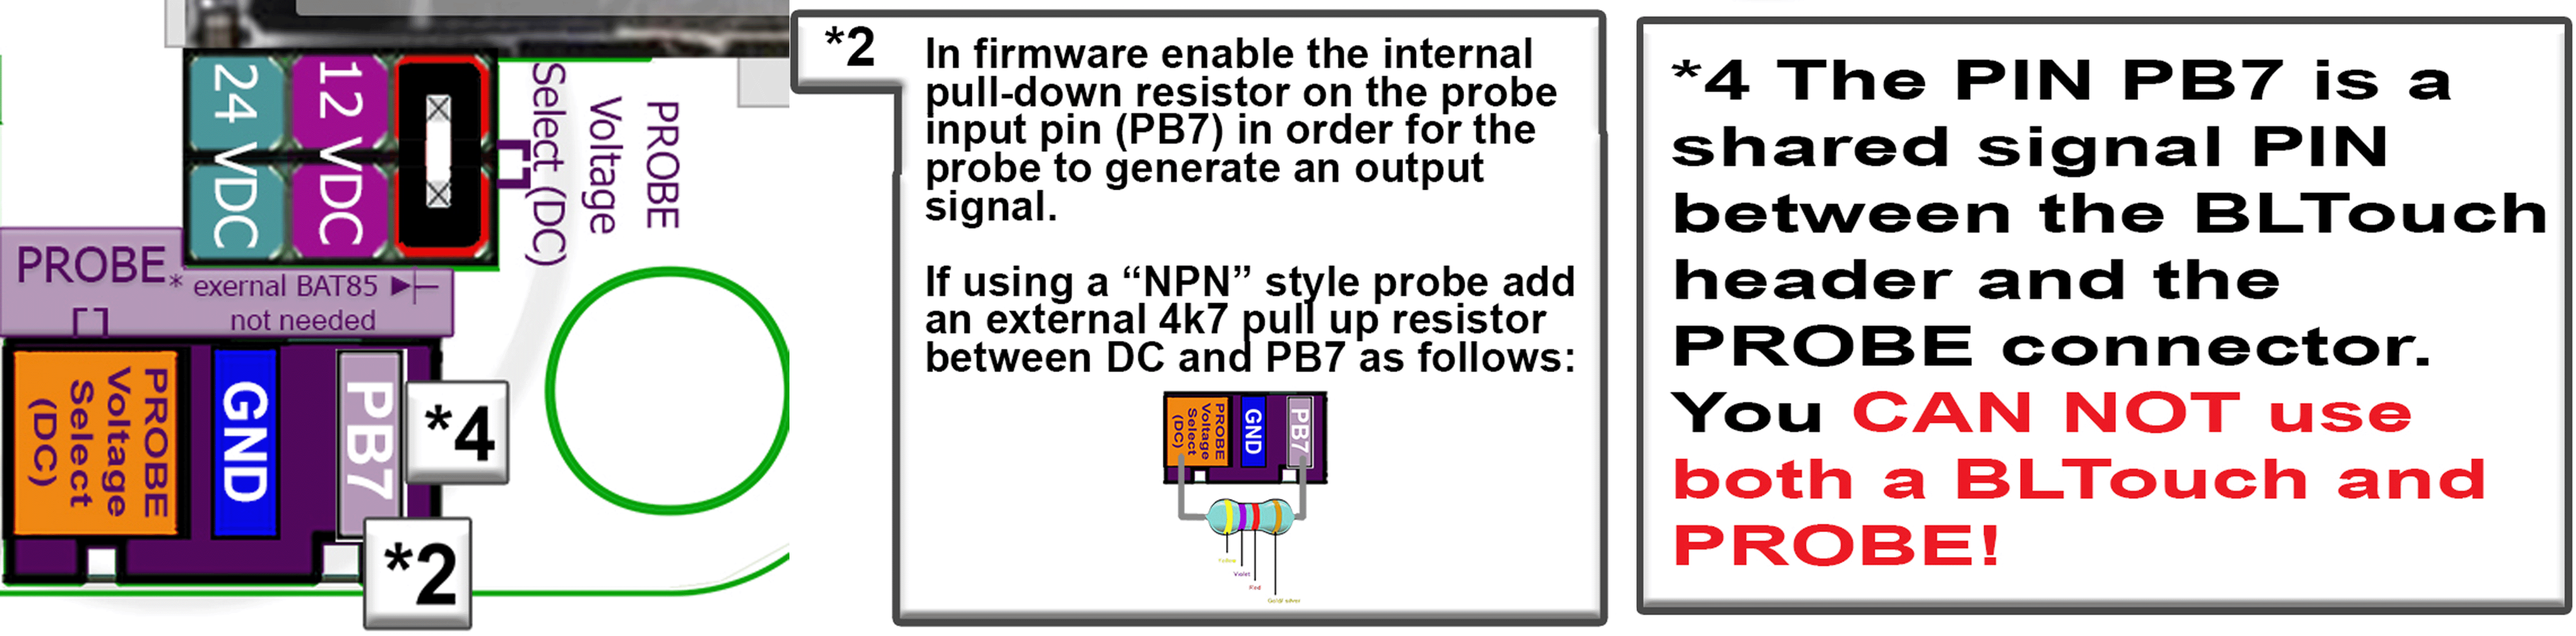 24 VDC
12 VDC
PROBE
Voltage
Select (DC)
PROBE
* exernal BAT85
not needed
PROBE
Voltage
Select
(DC)
GND
PB7
*4
*2
*2
In firmware enable the internal
pull-down resistor on the probe
input pin (PB7) in order for the
probe to generate an output
signal.
If using a “NPN” style probe add
an external 4k7 pull up resistor
between DC and PB7 as follows:
PROBE
Voltage
Select
(DC)
GND
PB7
Yellow
Violet
Red
*4 The PIN PB7 is a
shared signal PIN
between the BLTouch
header and the
PROBE connector.
You CAN NOT use
both a BLTouch and
PROBE!